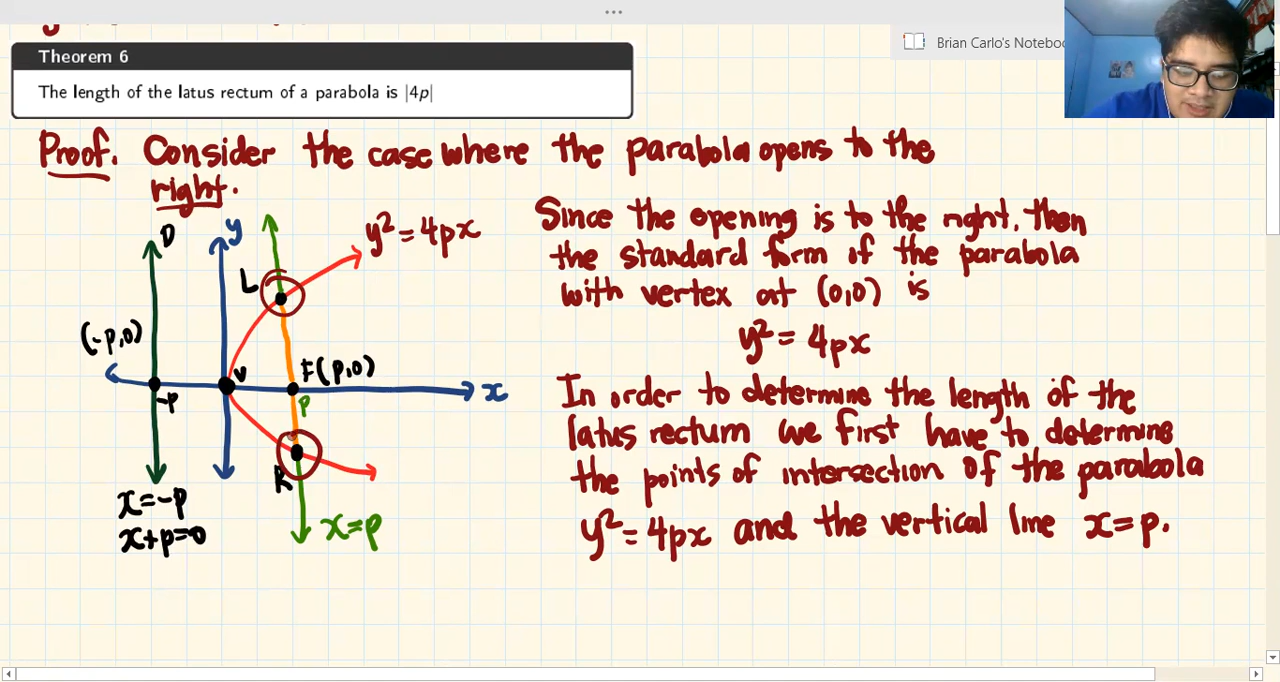 Brian Carlo's Noteboo
Theorem 6
The length of the latus rectum of a parabola is |4p|
Proof. Consider the case where the parabola opens to the
right.
D
y
y² = 4px
L
(-p,0)
V
F(p,0)
x
-p
p
R
x=-p
x+p=0
x=p
Since the opening is to the right, then
the standard form of the parabola
with vertex at (0,0) is
y² = 4px
In order to determine the length of the
latus rectum we first have to determine
the points of intersection of the parabola
y² = 4px and the vertical line x=p.